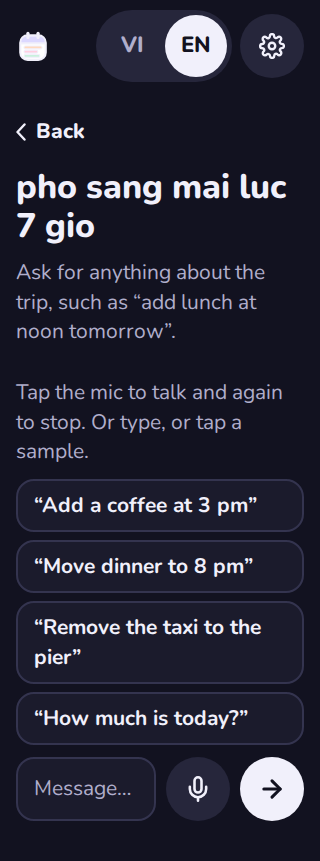 VI EN
Back
pho sang mai luc
7 gio
Ask for anything about the
trip, such as “add lunch at
noon tomorrow”.
Tap the mic to talk and again
to stop. Or type, or tap a
sample.
“Add a coffee at 3 pm”
“Move dinner to 8 pm”
“Remove the taxi to the
pier”
“How much is today?”
Message...